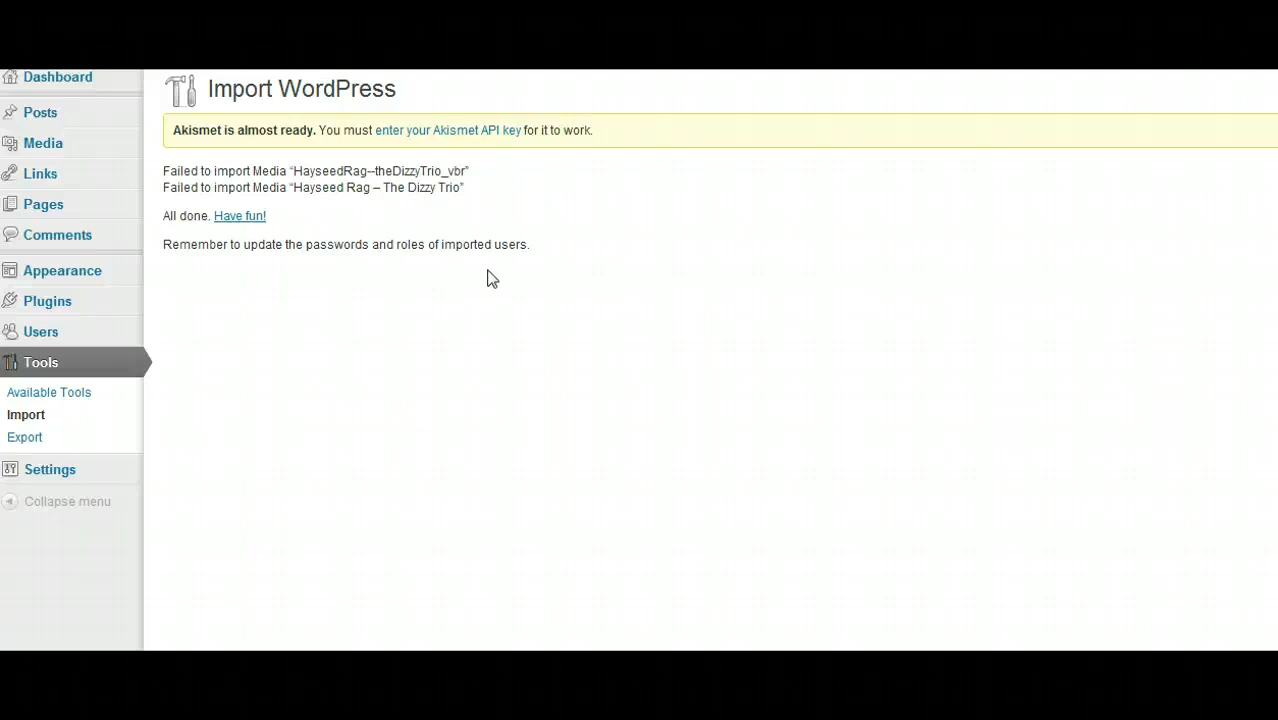 Dashboard
Posts
Media
Links
Pages
Comments
Appearance
Plugins
Users
Tools
Available Tools
Import
Export
Settings
Collapse menu
Import WordPress
Akismet is almost ready. You must enter your Akismet API key for it to work.
Failed to import Media “HayseedRag--theDizzyTrio_vbr”
Failed to import Media “Hayseed Rag – The Dizzy Trio”
All done. Have fun!
Remember to update the passwords and roles of imported users.